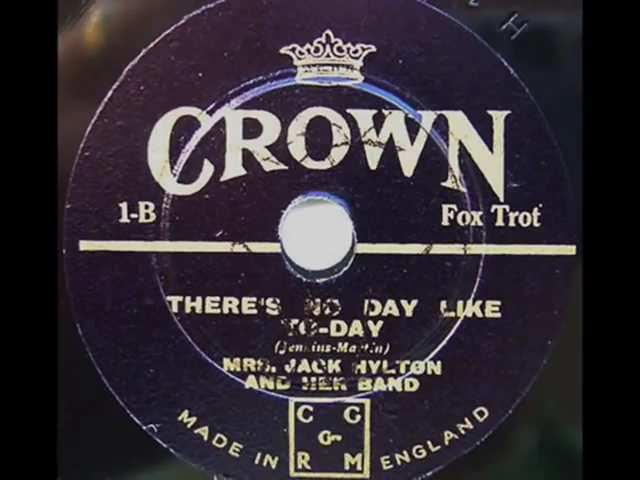 H
CROWN
1-B
Fox Trot
THERE'S NO DAY LIKE
TO-DAY
(Jenkins-Martin)
MRS. JACK HYLTON
AND HER BAND
C G
G
R M
MADE IN ENGLAND